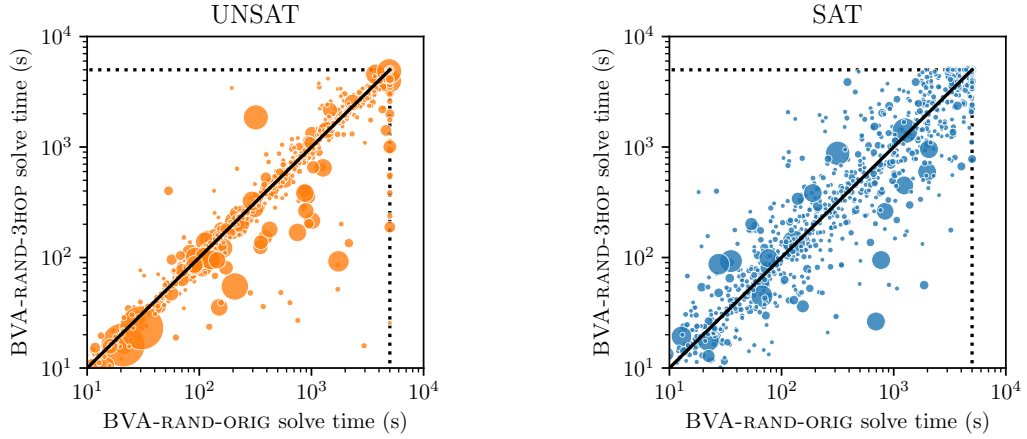 UNSAT
10^4
10^3
10^2
10^1
BVA-RAND-3HOP solve time (s)
10^1 10^2 10^3 10^4
BVA-RAND-ORIG solve time (s)
SAT
10^4
10^3
10^2
10^1
BVA-RAND-3HOP solve time (s)
10^1 10^2 10^3 10^4
BVA-RAND-ORIG solve time (s)